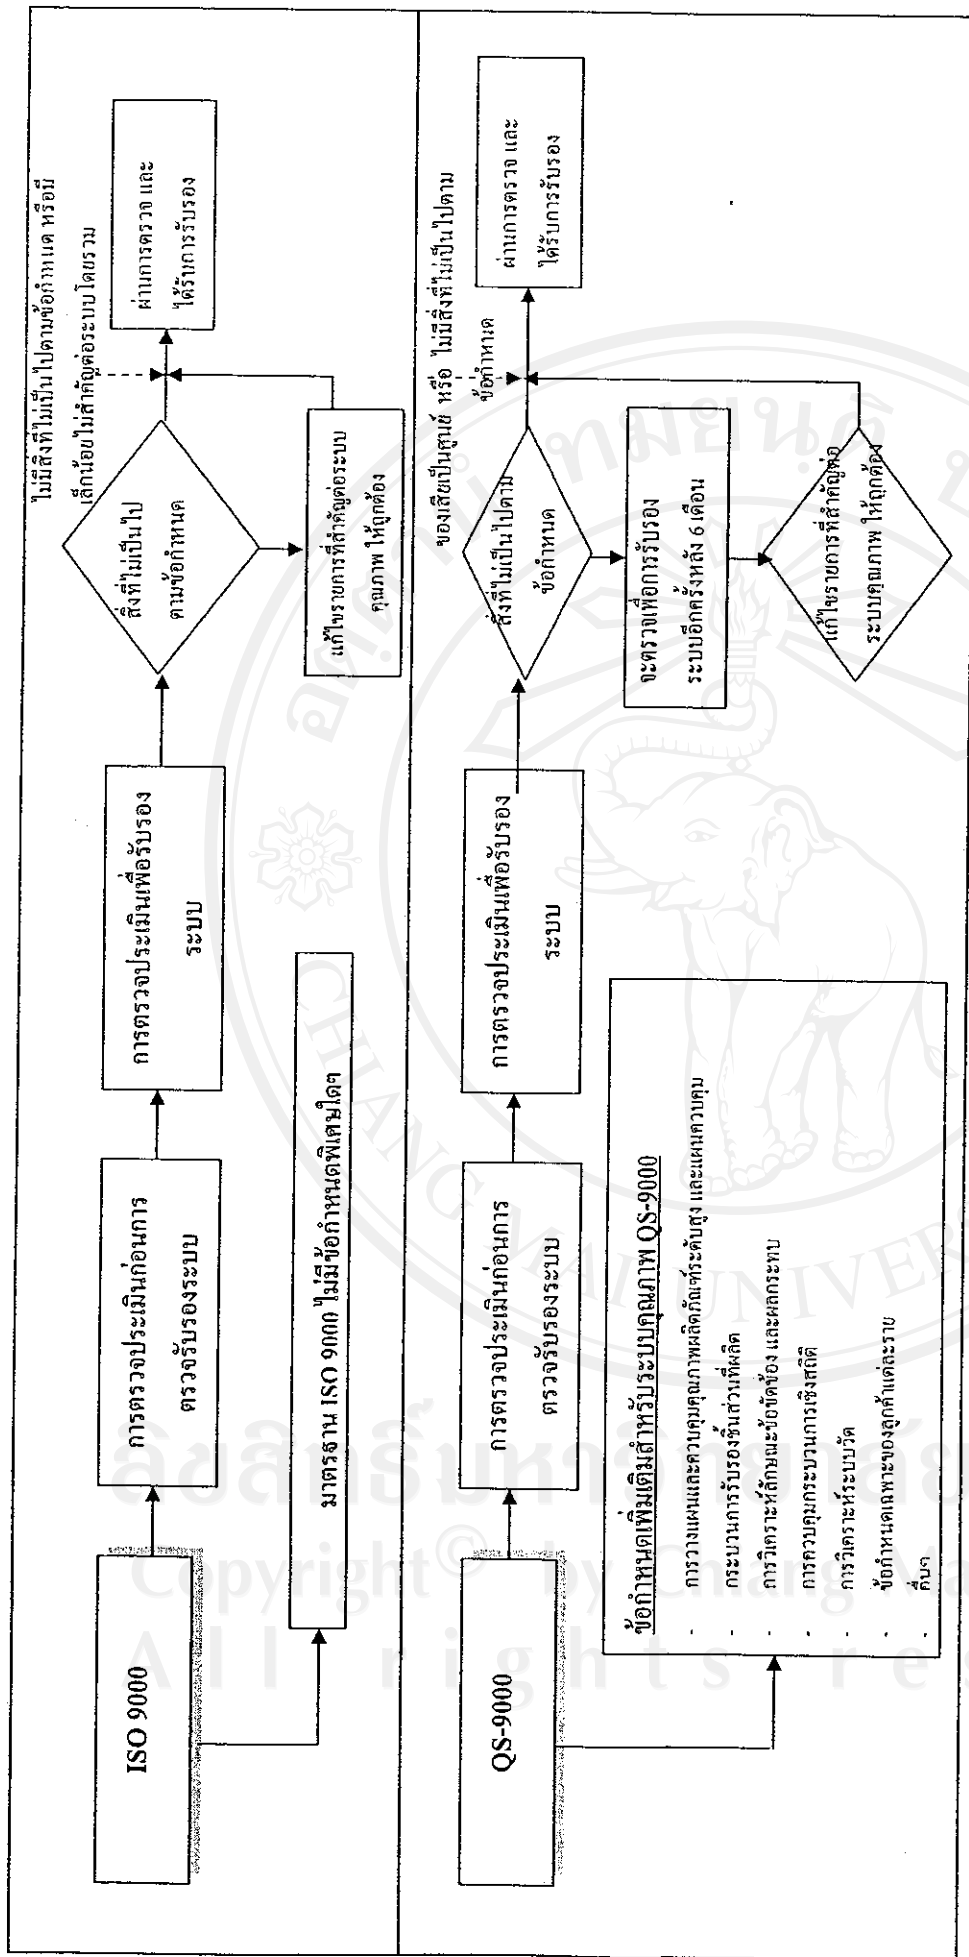 ISO 9000
การตรวจประเมินก่อนการ
ตรวจรับรองระบบ
การตรวจประเมินเพื่อรับรอง
ระบบ
สิ่งที่ไม่เป็นไป
ตามข้อกำหนด
ไม่มีสิ่งที่ไม่เป็นไปตามข้อกำหนด หรือมี
เล็กน้อยไม่สำคัญต่อระบบโดยรวม
ผ่านการตรวจ และ
ได้รับการรับรอง
แก้ไขรายการที่สำคัญต่อระบบ
คุณภาพ ให้ถูกต้อง
มาตรฐาน ISO 9000 ไม่มีข้อกำหนดพิเศษใดๆ
QS-9000
การตรวจประเมินก่อนการ
ตรวจรับรองระบบ
การตรวจประเมินเพื่อรับรอง
ระบบ
สิ่งที่ไม่เป็นไปตาม
ข้อกำหนด
ของเสียเป็นศูนย์ หรือ ไม่มีสิ่งที่ไม่เป็นไปตาม
ข้อกำหนด
ผ่านการตรวจ และ
ได้รับการรับรอง
จะตรวจเพื่อการรับรอง
ระบบอีกครั้งหลัง 6 เดือน
แก้ไขรายการที่สำคัญต่อ
ระบบคุณภาพ ให้ถูกต้อง
ข้อกำหนดเพิ่มเติมสำหรับระบบคุณภาพ QS-9000
- การวางแผนและควบคุมคุณภาพผลิตภัณฑ์ระดับสูง และแผนควบคุม
- กระบวนการรับรองชิ้นส่วนที่ผลิต
- การวิเคราะห์ลักษณะข้อขัดข้อง และผลกระทบ
- การควบคุมกระบวนการเชิงสถิติ
- การวิเคราะห์ระบบวัด
- ข้อกำหนดเฉพาะของลูกค้าแต่ละราย
- อื่นๆ
CHIANG MAI UNIVER
Copyright © by Chiang Ma
All rights res